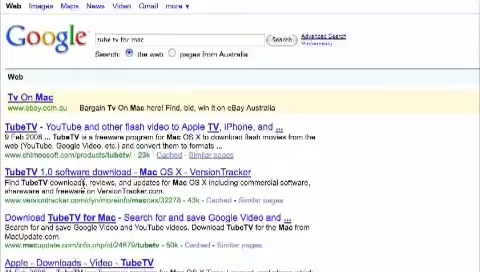 Web Images Maps News Video Gmail more ▼
Google
tube tv for mac Search Advanced Search
Preferences
Search: the web pages from Australia
Web
Tv On Mac
www.ebay.com.au Bargain Tv On Mac here! Find, bid, win it on eBay Australia
TubeTV - YouTube and other flash video to Apple TV, iPhone, and ...
9 Feb 2008 ... TubeTV is a freeware program for Mac OS X to download flash movies from the
web (YouTube, Google Video, etc.) and convert them to formats ...
www.chimoosoft.com/products/tubetv/ - 23k - Cached - Similar pages
TubeTV 1.0 software download - Mac OS X - VersionTracker
Find TubeTV downloads, reviews, and updates for Mac OS X including commercial software,
shareware and freeware on VersionTracker.com.
www.versiontracker.com/dyn/moreinfo/macosx/32278 - 43k - Cached - Similar pages
Download TubeTV for Mac - Search for and save Google Video and ...
Search for and save Google Video and YouTube videos. Download TubeTV for the Mac from
MacUpdate.com.
www.macupdate.com/info.php/id/24679/tubetv - 50k - Cached - Similar pages
Apple - Downloads - Video - TubeTV